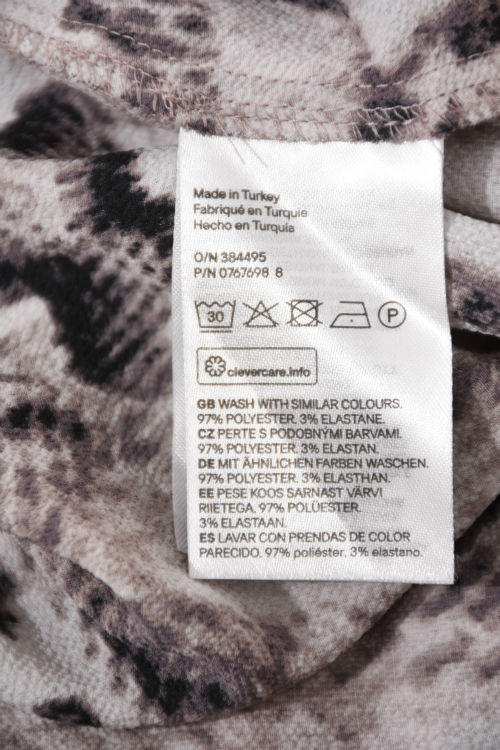 Made in Turkey
Fabriqué en Turquie
Hecho en Turquía
O/N 384495
P/N 0767698 8
30 P
clevercare.info
GB WASH WITH SIMILAR COLOURS.
97% POLYESTER. 3% ELASTANE.
CZ PERTE S PODOBNÝMI BARVAMI.
97% POLYESTER. 3% ELASTAN.
DE MIT ÄHNLICHEN FARBEN WASCHEN.
97% POLYESTER. 3% ELASTHAN.
EE PESE KOOS SARNAST VÄRVI
RIIETEGA. 97% POLÜESTER.
3% ELASTAAN.
ES LAVAR CON PRENDAS DE COLOR
PARECIDO. 97% poliéster. 3% elastano.